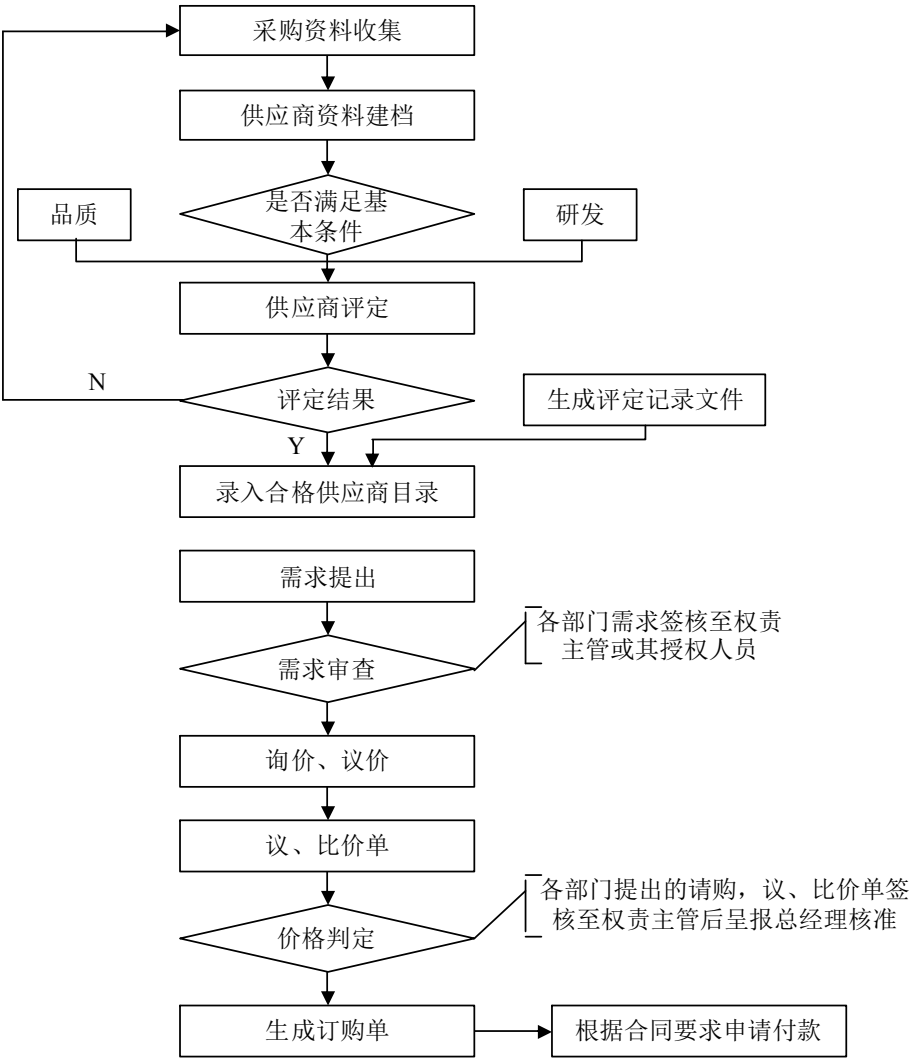 采购资料收集
供应商资料建档
是否满足基
本条件
品质
研发
供应商评定
N
评定结果
生成评定记录文件
Y
录入合格供应商目录
需求提出
各部门需求签核至权责
主管或其授权人员
需求审查
询价、议价
议、比价单
各部门提出的请购，议、比价单签
核至权责主管后呈报总经理核准
价格判定
生成订购单
根据合同要求申请付款